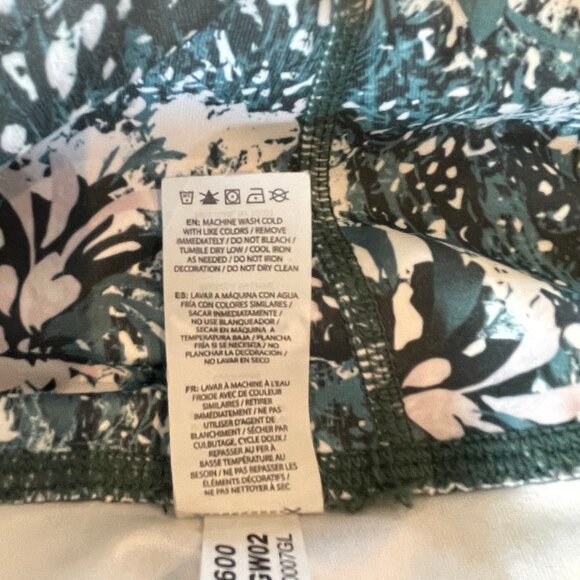 EN: MACHINE WASH COLD
WITH LIKE COLORS / REMOVE
IMMEDIATELY / DO NOT BLEACH /
TUMBLE DRY LOW / COOL IRON
AS NEEDED / DO NOT IRON
DECORATION / DO NOT DRY CLEAN
ES: LAVAR A MÁQUINA CON AGUA
FRÍA CON COLORES SIMILARES /
SACAR INMEDIATAMENTE /
NO USE BLANQUEADOR /
SECAR EN MÁQUINA A
TEMPERATURA BAJA / PLANCHA
FRÍA SI SE NECESITA / NO
PLANCHAR LA DECORACIÓN /
NO LAVAR EN SECO
FR: LAVAR À MACHINE À L'EAU
FROIDE AVEC DE COULEUR
SIMILAIRES / RETIRER
IMMÉDIATEMENT / NE PAS
UTILISER D'AGENT DE
BLANCHIMENT / SÉCHER PAR
CULBUTAGE, CYCLE DOUX /
REPASSER AU FER À
BASSE TEMPÉRATURE AU
BESOIN / NE PAS REPASSER LES
ÉLÉMENTS DÉCORATIFS /
NE PAS NETTOYER À SEC
600
GW02
0007GL